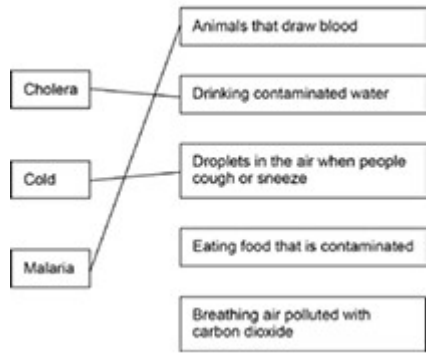 Animals that draw blood
Cholera
Drinking contaminated water
Cold
Droplets in the air when people
cough or sneeze
Malaria
Eating food that is contaminated
Breathing air polluted with
carbon dioxide